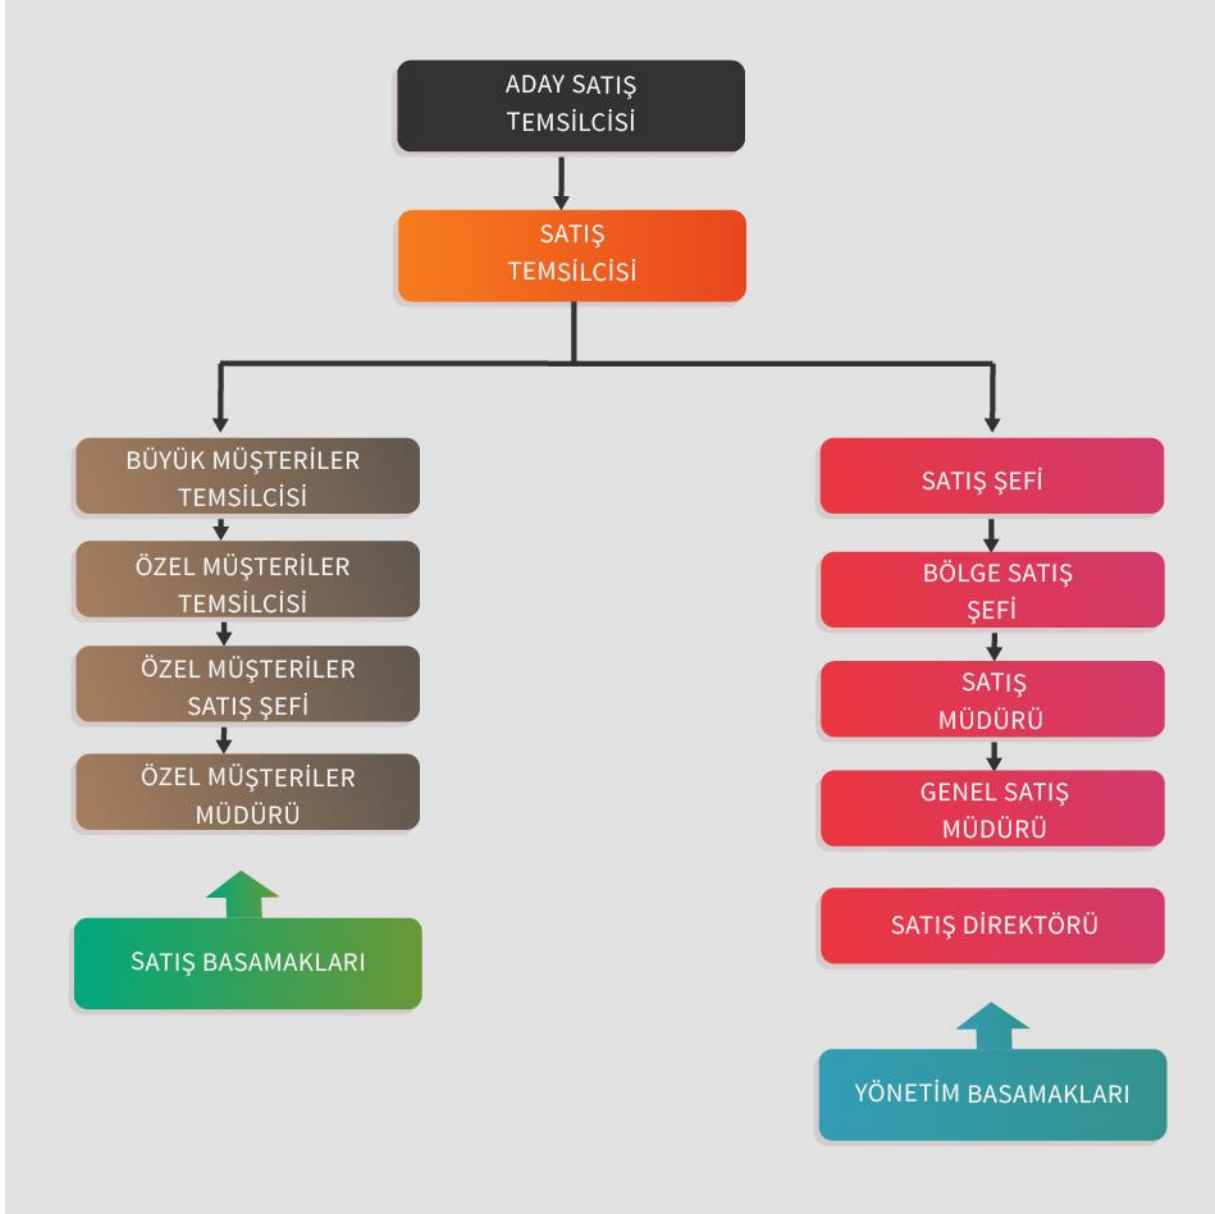 ADAY SATIŞ
TEMSİLCİSİ
SATIŞ
TEMSİLCİSİ
BÜYÜK MÜŞTERİLER
TEMSİLCİSİ
ÖZEL MÜŞTERİLER
TEMSİLCİSİ
ÖZEL MÜŞTERİLER
SATIŞ ŞEFİ
ÖZEL MÜŞTERİLER
MÜDÜRÜ
SATIŞ BASAMAKLARI
SATIŞ ŞEFİ
BÖLGE SATIŞ
ŞEFİ
SATIŞ
MÜDÜRÜ
GENEL SATIŞ
MÜDÜRÜ
SATIŞ DİREKTÖRÜ
YÖNETİM BASAMAKLARI